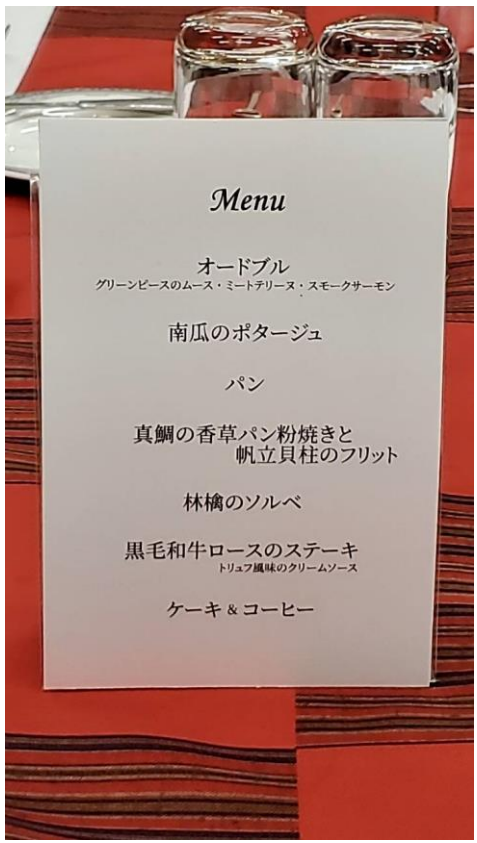 Menu
オードブル
グリーンピースのムース・ミートテリーヌ・スモークサーモン
南瓜のポタージュ
パン
真鯛の香草パン粉焼きと
帆立貝柱のフリット
林檎のソルベ
黒毛和牛ロースのステーキ
トリュフ風味のクリームソース
ケーキ & コーヒー